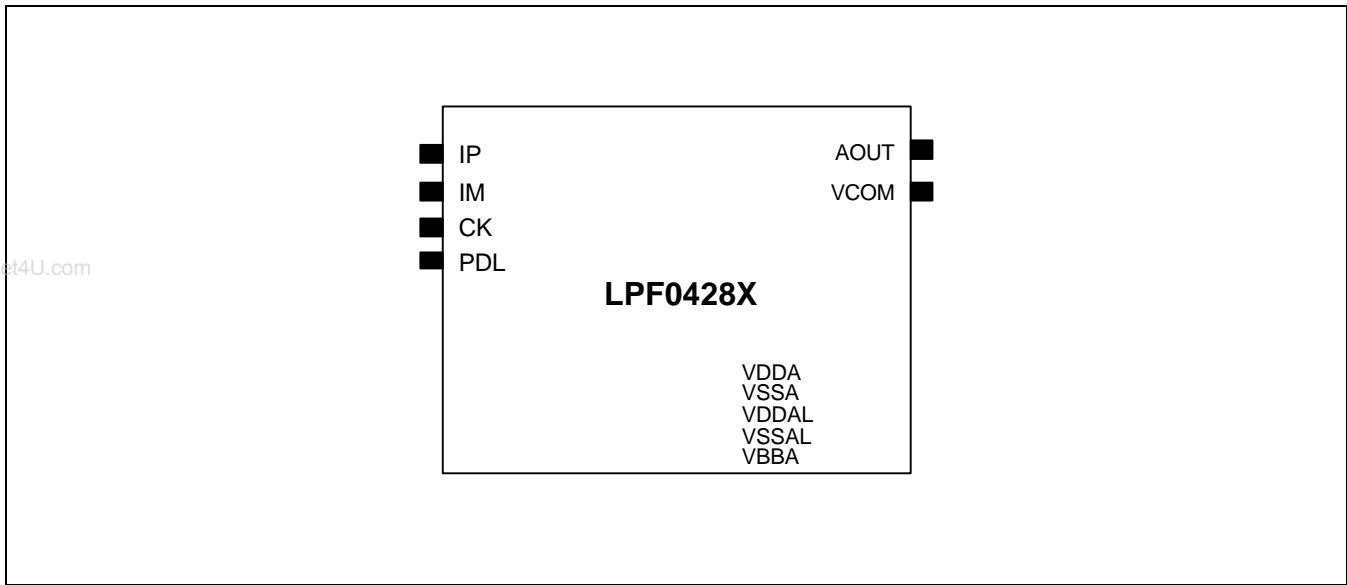 IP
IM
CK
PDL
AOUT
VCOM
et4U.com
LPF0428X
VDDA
VSSA
VDDAL
VSSAL
VBBA